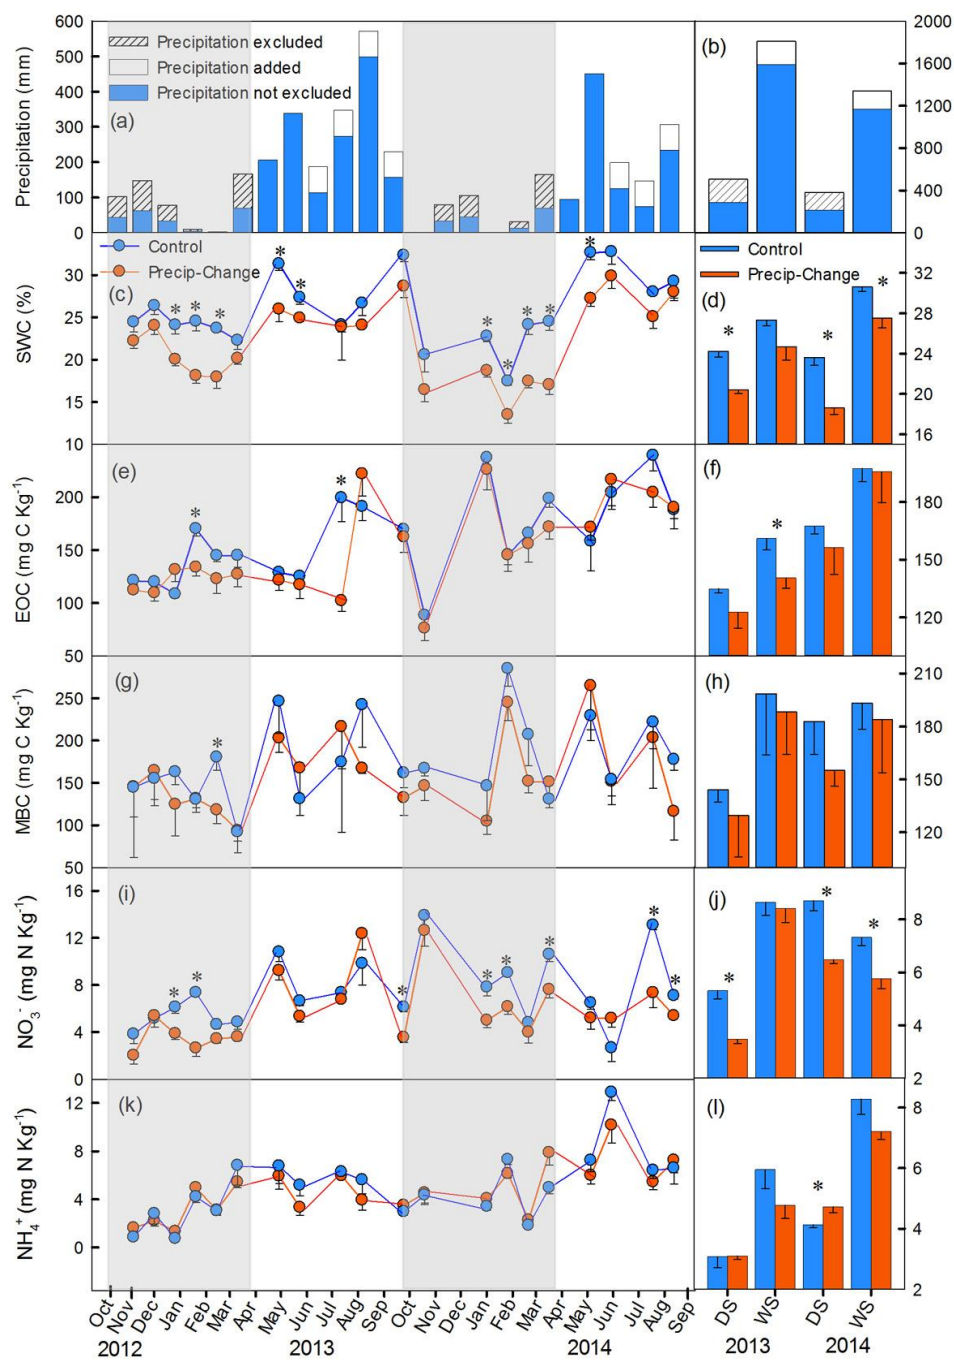 600
500
400
300
200
100
0
Precipitation (mm)
Precipitation excluded
Precipitation added
Precipitation not excluded
(a)
(b)
2000
1600
1200
800
400
0
Control
Precip-Change
(c)
30
25
20
15
10
SWC (%)
* * * * * * * * *
Control
Precip-Change
(d)
* * *
32
28
24
20
16
(e)
200
150
100
50
EOC (mg C Kg⁻¹)
* *
(f)
*
180
150
120
(g)
250
200
150
100
50
MBC (mg C Kg⁻¹)
*
(h)
210
180
150
120
(i)
16
12
8
4
0
NO₃⁻ (mg N Kg⁻¹)
* * * * * * * *
(j)
* * *
8
6
4
2
(k)
12
8
4
0
NH₄⁺ (mg N Kg⁻¹)
(l)
*
8
6
4
2
Oct Nov Dec Jan Feb Mar Apr May Jun Jul Aug Sep Oct Nov Dec Jan Feb Mar Apr May Jun Jul Aug Sep
DS WS DS WS
2012 2013 2014
2013 2014